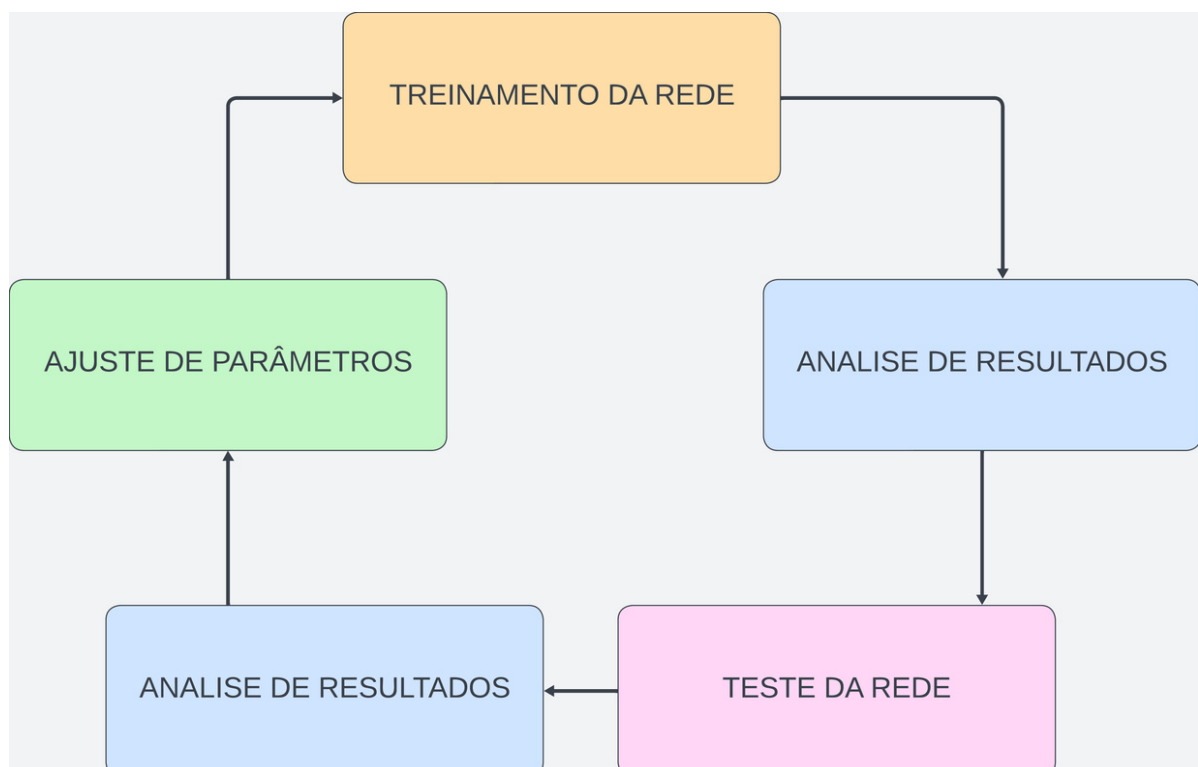 TREINAMENTO DA REDE
AJUSTE DE PARÂMETROS
ANALISE DE RESULTADOS
ANALISE DE RESULTADOS
TESTE DA REDE